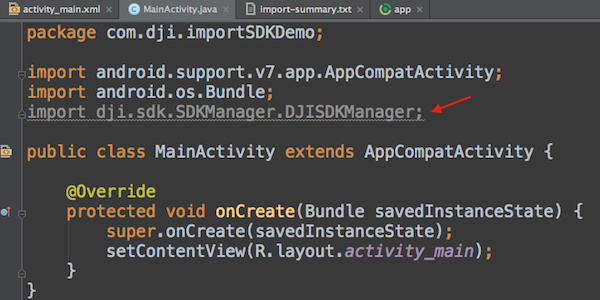 activity_main.xml MainActivity.java import-summary.txt app
package com.dji.importSDKDemo;
import android.support.v7.app.AppCompatActivity;
import android.os.Bundle;
import dji.sdk.SDKManager.DJISDKManager;
public class MainActivity extends AppCompatActivity {
@Override
protected void onCreate(Bundle savedInstanceState) {
super.onCreate(savedInstanceState);
setContentView(R.layout.activity_main);
}
}